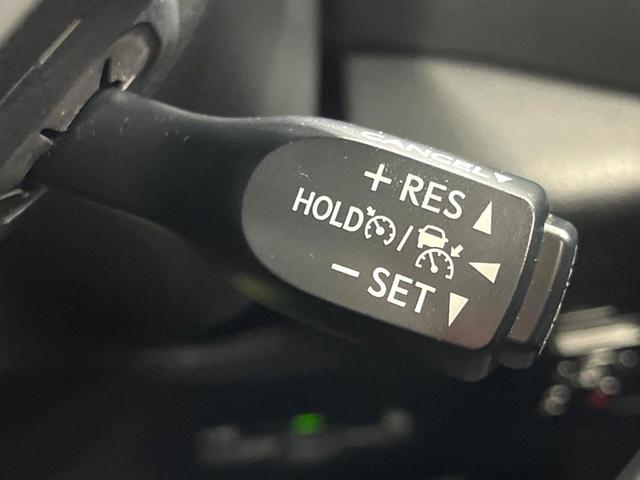 CANCEL
+ RES
HOLD /
− SET